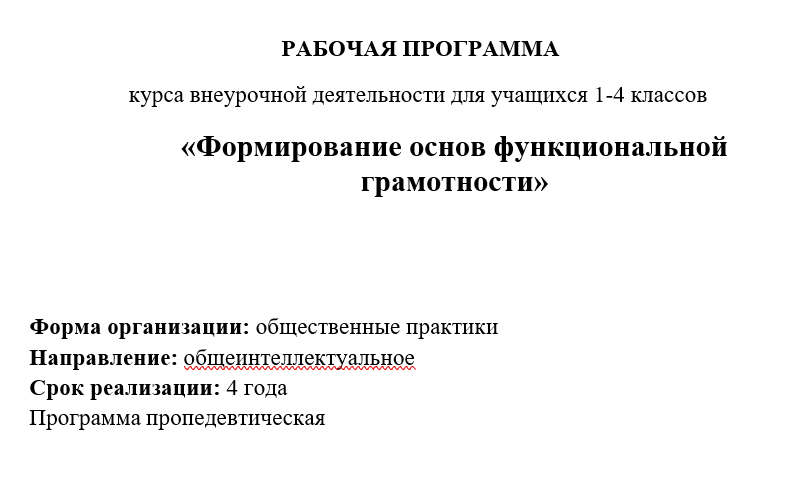 РАБОЧАЯ ПРОГРАММА
курса внеурочной деятельности для учащихся 1-4 классов
«Формирование основ функциональной
грамотности»
Форма организации: общественные практики
Направление: общеинтеллектуальное
Срок реализации: 4 года
Программа пропедевтическая